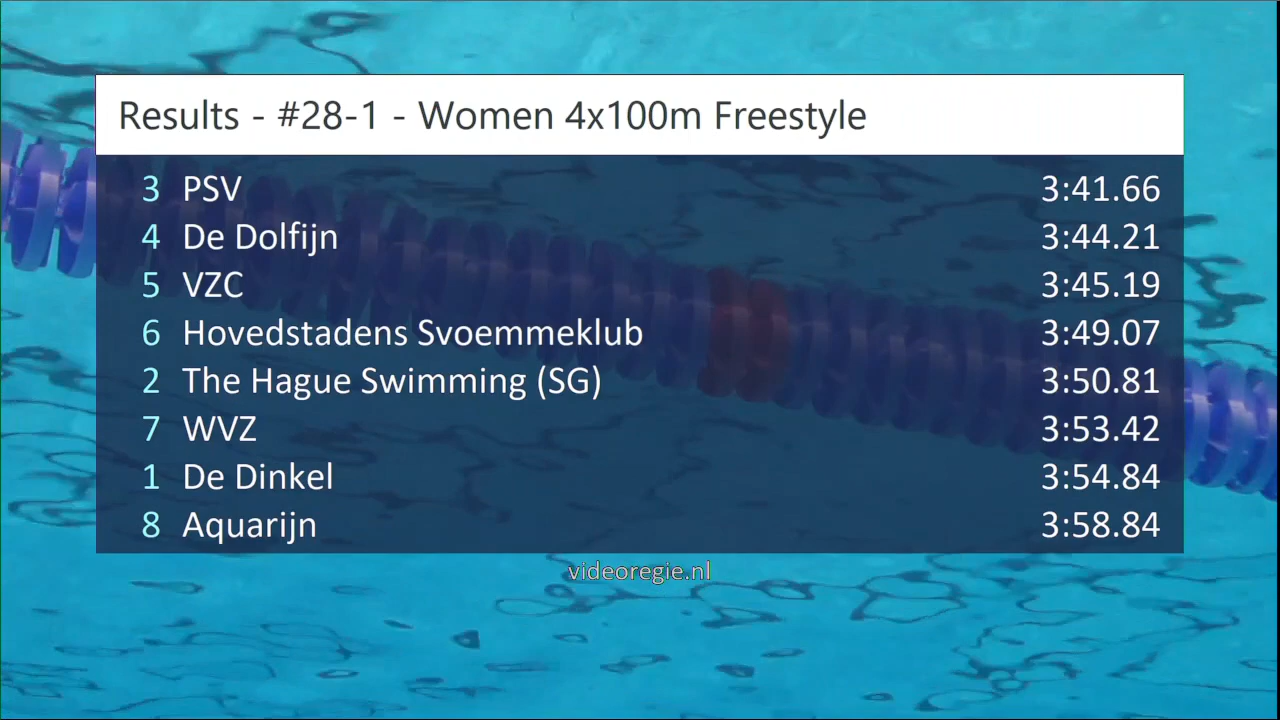 Results - #28-1 - Women 4x100m Freestyle
3 PSV 3:41.66
4 De Dolfijn 3:44.21
5 VZC 3:45.19
6 Hovedstadens Svoemmeklub 3:49.07
2 The Hague Swimming (SG) 3:50.81
7 WVZ 3:53.42
1 De Dinkel 3:54.84
8 Aquarijn 3:58.84
videoregie.nl